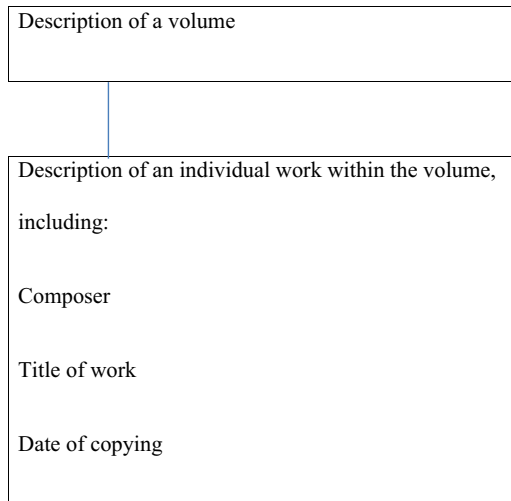 Description of a volume
Description of an individual work within the volume,
including:
Composer
Title of work
Date of copying